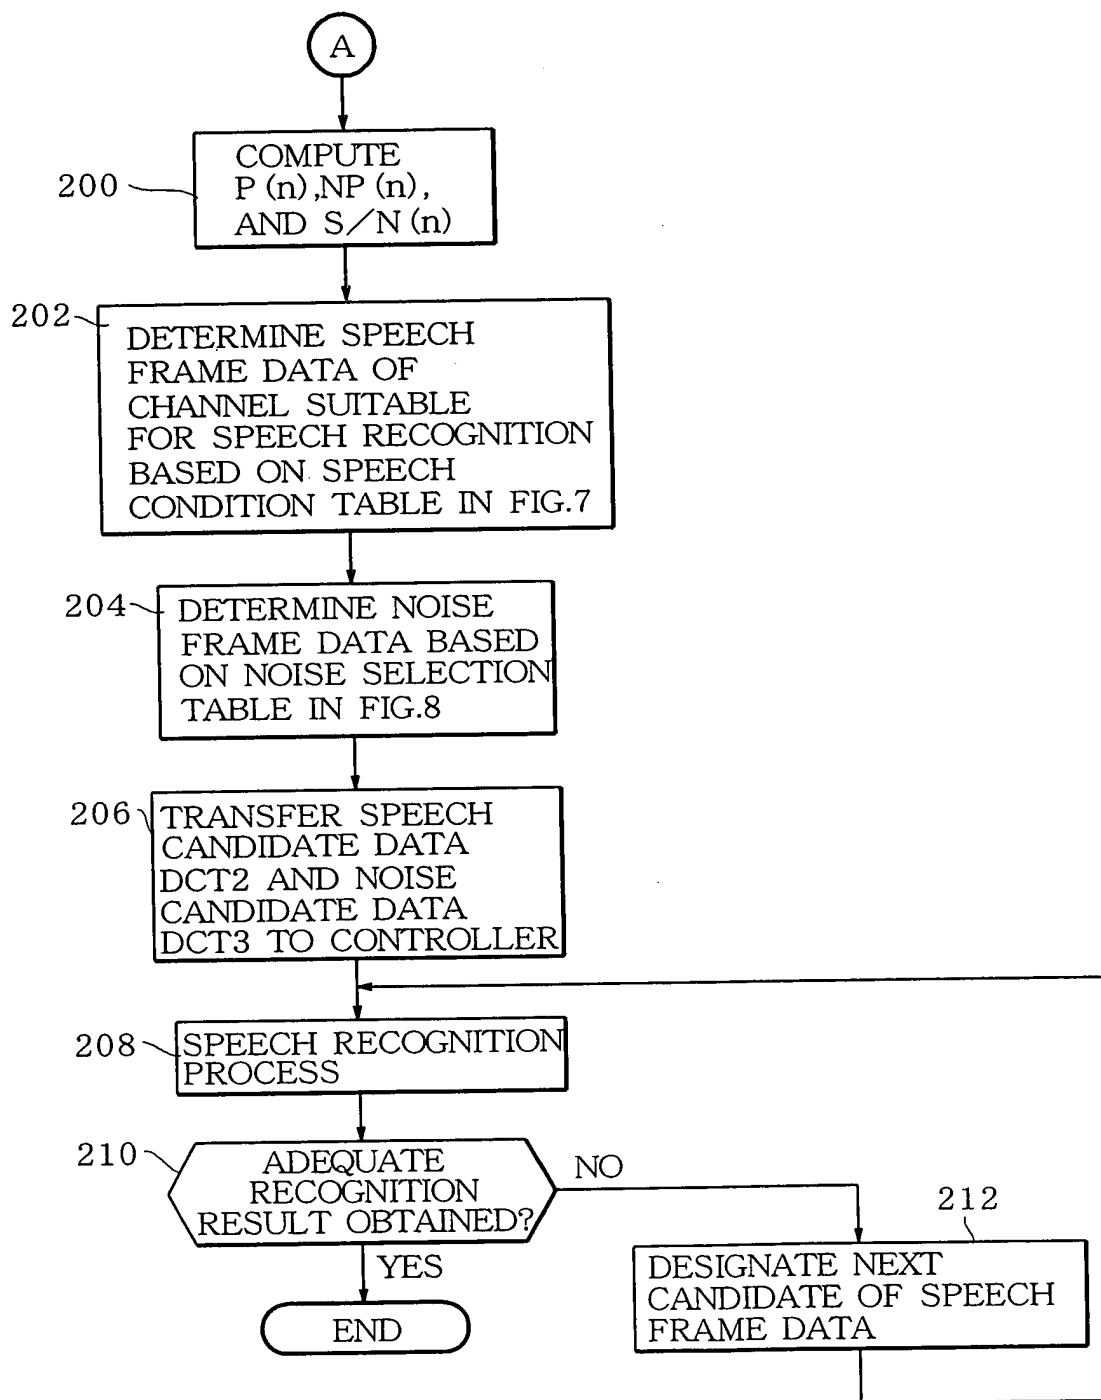 A
200
COMPUTE
P(n),NP(n),
AND S/N(n)
202
DETERMINE SPEECH
FRAME DATA OF
CHANNEL SUITABLE
FOR SPEECH RECOGNITION
BASED ON SPEECH
CONDITION TABLE IN FIG.7
204
DETERMINE NOISE
FRAME DATA BASED
ON NOISE SELECTION
TABLE IN FIG.8
206
TRANSFER SPEECH
CANDIDATE DATA
DCT2 AND NOISE
CANDIDATE DATA
DCT3 TO CONTROLLER
208
SPEECH RECOGNITION
PROCESS
210
ADEQUATE
RECOGNITION
RESULT OBTAINED?
NO
YES
END
212
DESIGNATE NEXT
CANDIDATE OF SPEECH
FRAME DATA